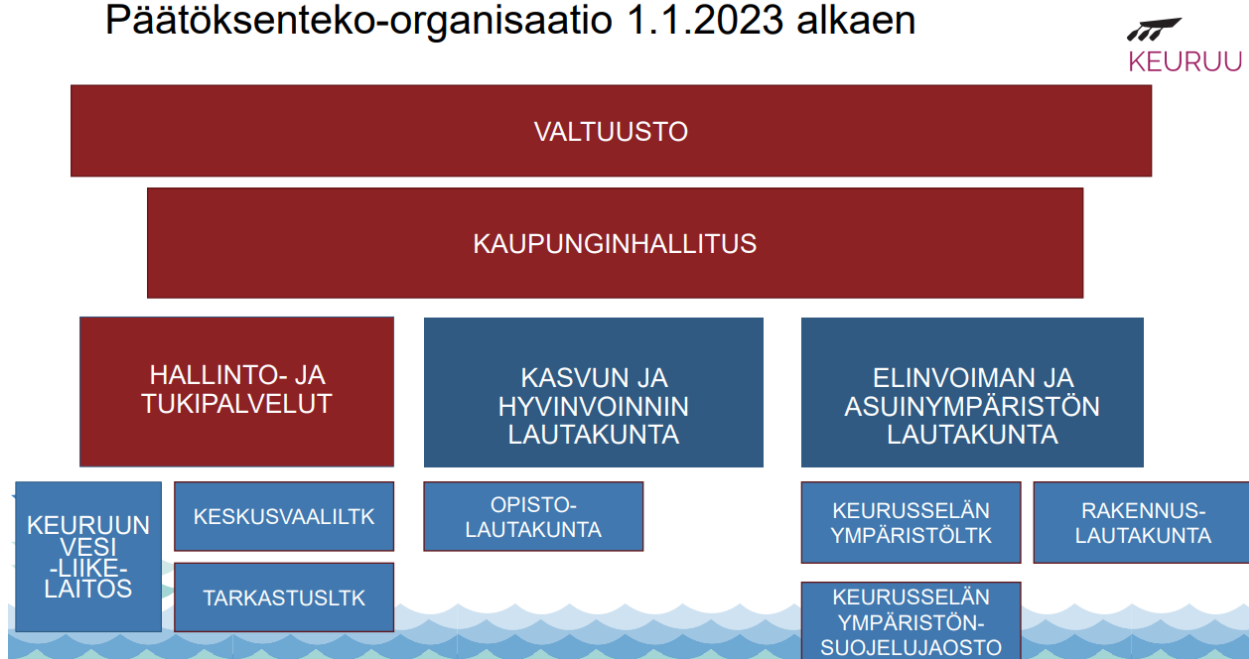 Päätöksenteko-organisaatio 1.1.2023 alkaen
KEURUU
VALTUUSTO
KAUPUNGINHALLITUS
HALLINTO- JA
TUKIPALVELUT
KASVUN JA
HYVINVOINNIN
LAUTAKUNTA
ELINVOIMAN JA
ASUINYMPÄRISTÖN
LAUTAKUNTA
KEURUUN
VESI
-LIIKE-
LAITOS
KESKUSVAALILTK
TARKASTUSLTK
OPISTO-
LAUTAKUNTA
KEURUSSELÄN
YMPÄRISTÖLTK
RAKENNUS-
LAUTAKUNTA
KEURUSSELÄN
YMPÄRISTÖN-
SUOJELUJAOSTO